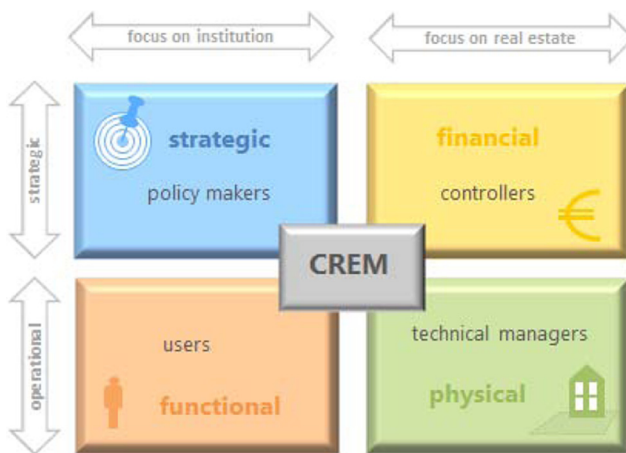 focus on institution
focus on real estate
strategic
strategic
policy makers
financial
controllers
€
CREM
operational
users
functional
technical managers
physical